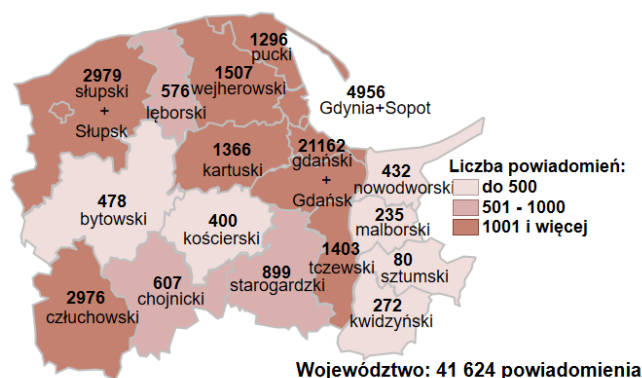 1296
pucki
2979
słupski
+
Słupsk
576
lęborski
1507
wejherowski
4956
Gdynia+Sopot
1366
kartuski
21162
gdański
+
Gdańsk
432
nowodworski
Liczba powiadomień:
do 500
501 - 1000
1001 i więcej
478
bytowski
400
kościerski
235
malborski
1403
tczewski
80
sztumski
2976
człuchowski
607
chojnicki
899
starogardzki
272
kwidzyński
Województwo: 41 624 powiadomienia